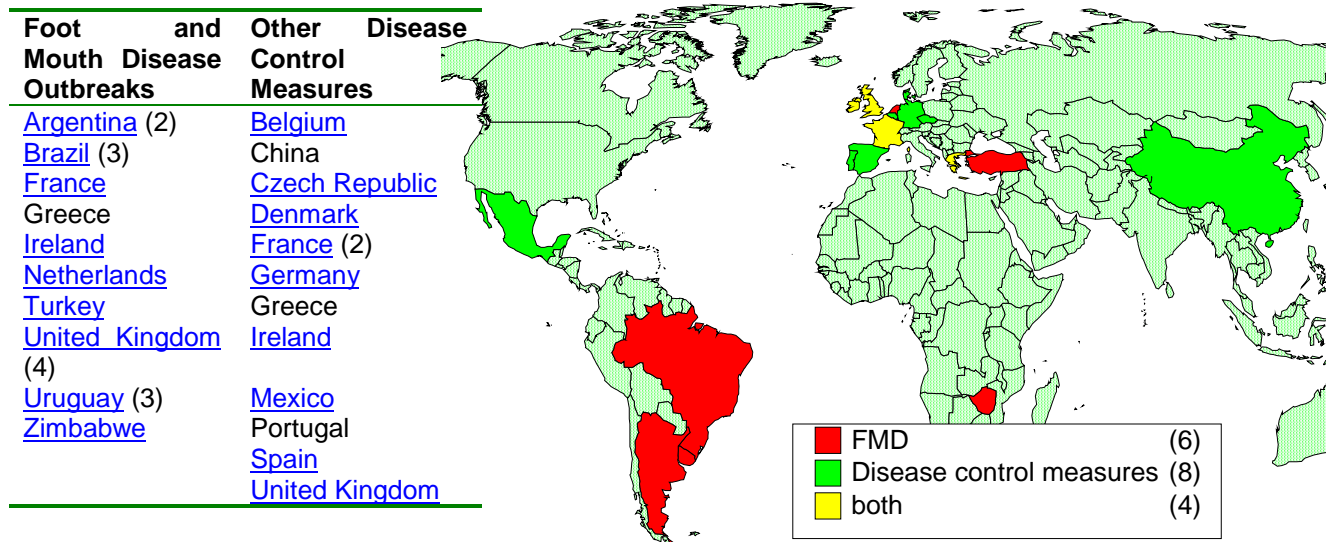 Foot and
Mouth Disease
Outbreaks
Other Disease
Control
Measures
Argentina (2)
Belgium
Brazil (3)
China
France
Czech Republic
Greece
Denmark
Ireland
France (2)
Netherlands
Germany
Turkey
Greece
United Kingdom
(4)
Ireland
Uruguay (3)
Mexico
Zimbabwe
Portugal
Spain
United Kingdom
FMD (6)
Disease control measures (8)
both (4)